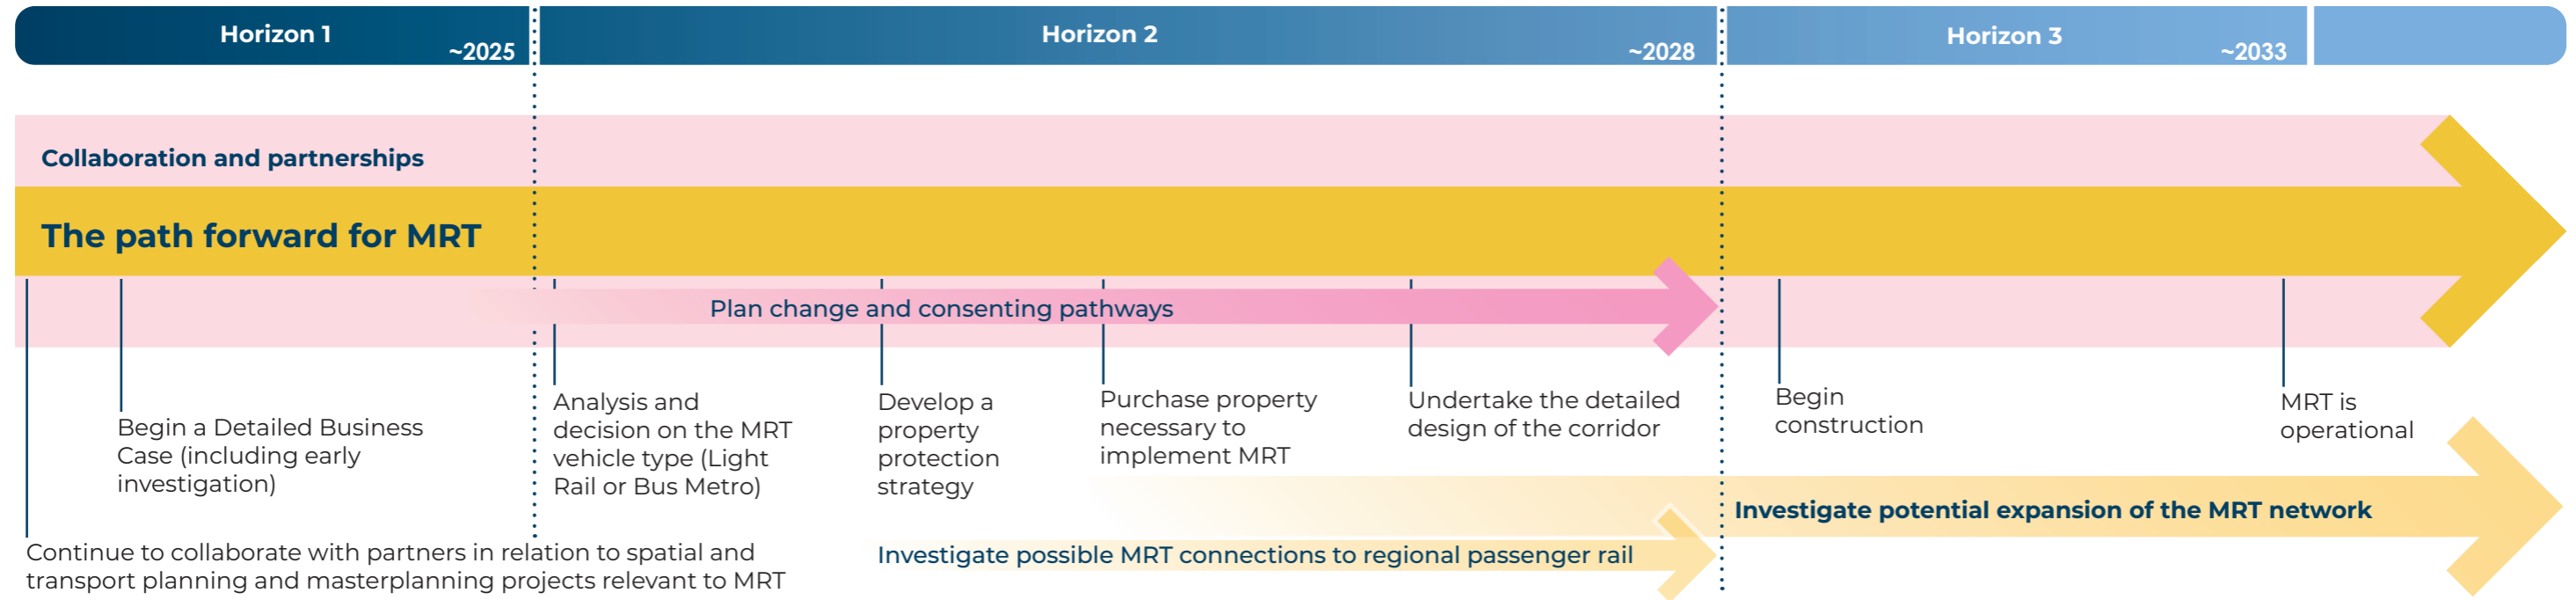 Horizon 1
~2025
Horizon 2
~2028
Horizon 3
~2033
Collaboration and partnerships
The path forward for MRT
Plan change and consenting pathways
Begin a Detailed Business
Case (including early
investigation)
Analysis and
decision on the MRT
vehicle type (Light
Rail or Bus Metro)
Develop a
property
protection
strategy
Purchase property
necessary to
implement MRT
Undertake the detailed
design of the corridor
Begin
construction
MRT is
operational
Investigate potential expansion of the MRT network
Continue to collaborate with partners in relation to spatial and
transport planning and masterplanning projects relevant to MRT
Investigate possible MRT connections to regional passenger rail